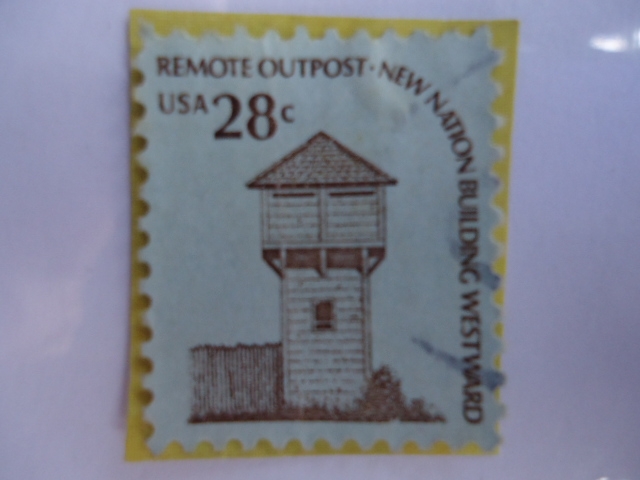 REMOTE OUTPOST · NEW NATION BUILDING WESTWARD
USA 28c